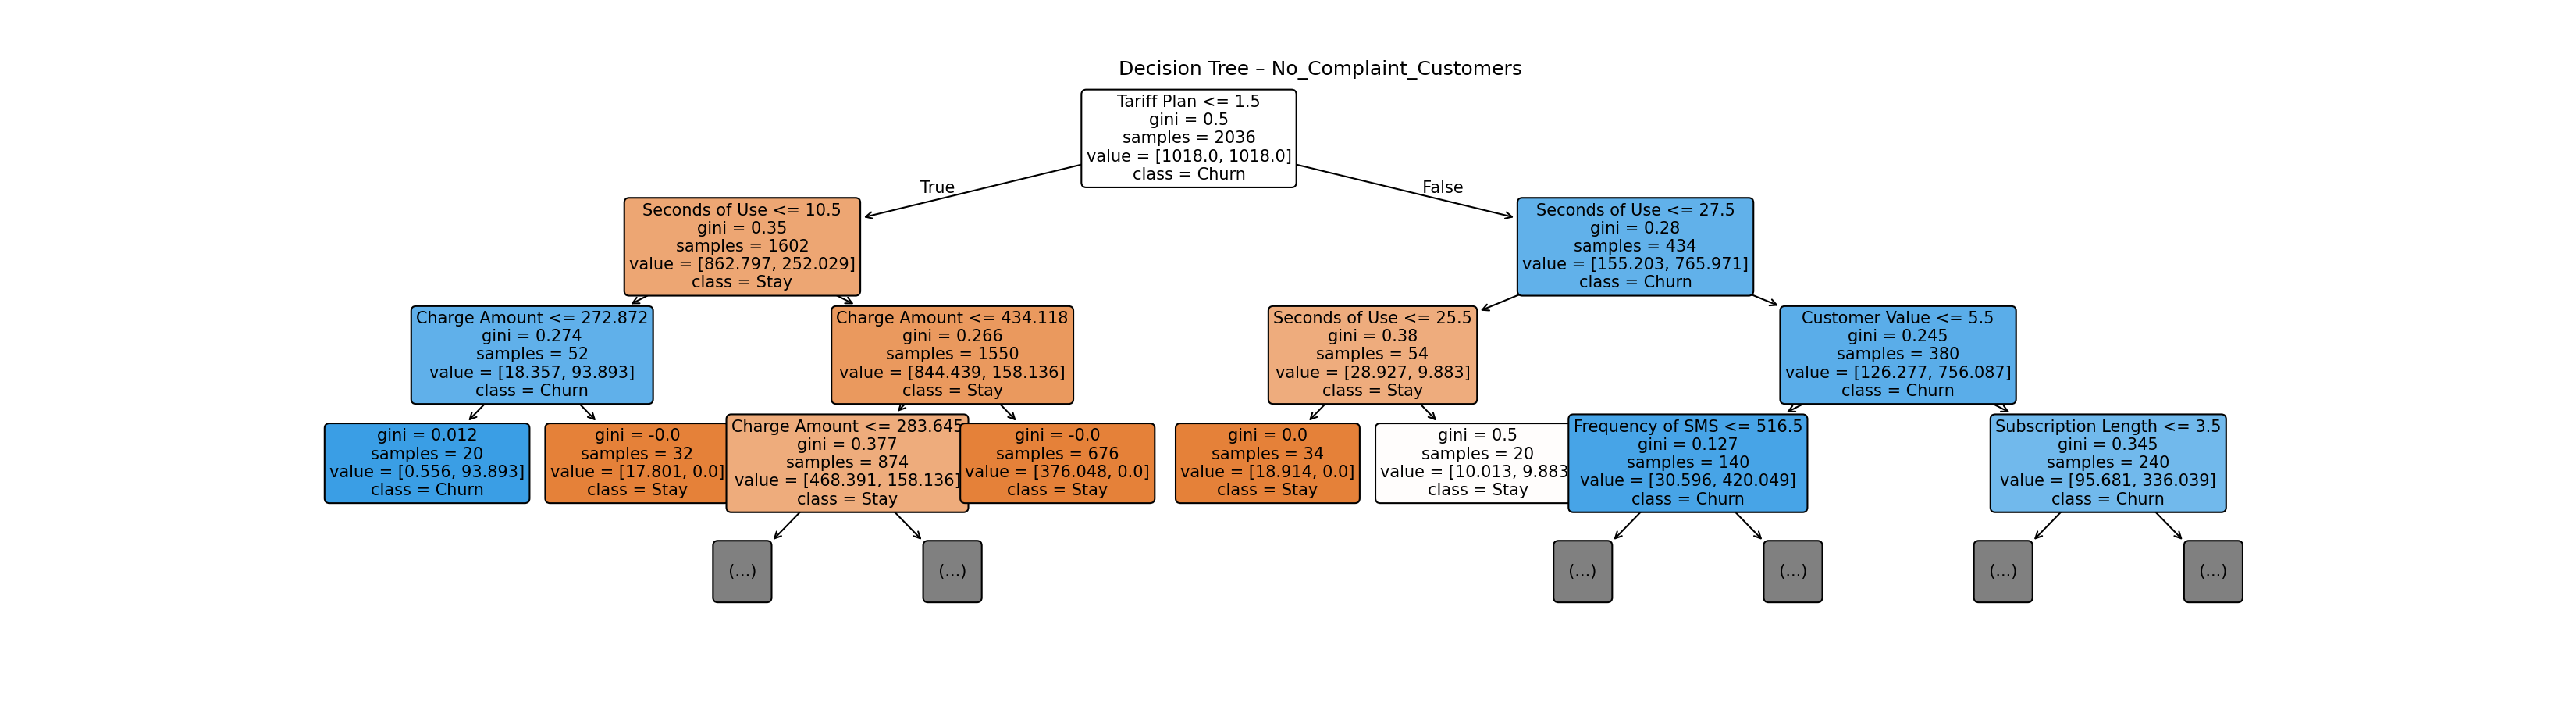 Decision Tree – No_Complaint_Customers
Tariff Plan <= 1.5
gini = 0.5
samples = 2036
value = [1018.0, 1018.0]
class = Churn
True
False
Seconds of Use <= 10.5
gini = 0.35
samples = 1602
value = [862.797, 252.029]
class = Stay
Seconds of Use <= 27.5
gini = 0.28
samples = 434
value = [155.203, 765.971]
class = Churn
Charge Amount <= 272.872
gini = 0.274
samples = 52
value = [18.357, 93.893]
class = Churn
Charge Amount <= 434.118
gini = 0.266
samples = 1550
value = [844.439, 158.136]
class = Stay
Seconds of Use <= 25.5
gini = 0.38
samples = 54
value = [28.927, 9.883]
class = Stay
Customer Value <= 5.5
gini = 0.245
samples = 380
value = [126.277, 756.087]
class = Churn
gini = 0.012
samples = 20
value = [0.556, 93.893]
class = Churn
gini = -0.0
samples = 32
value = [17.801, 0.0]
class = Stay
Charge Amount <= 283.645
gini = 0.377
samples = 874
value = [468.391, 158.136]
class = Stay
gini = -0.0
samples = 676
value = [376.048, 0.0]
class = Stay
gini = 0.0
samples = 34
value = [18.914, 0.0]
class = Stay
gini = 0.5
samples = 20
value = [10.013, 9.883
class = Stay
Frequency of SMS <= 516.5
gini = 0.127
samples = 140
value = [30.596, 420.049]
class = Churn
Subscription Length <= 3.5
gini = 0.345
samples = 240
value = [95.681, 336.039]
class = Churn
(...)
(...)
(...)
(...)
(...)
(...)